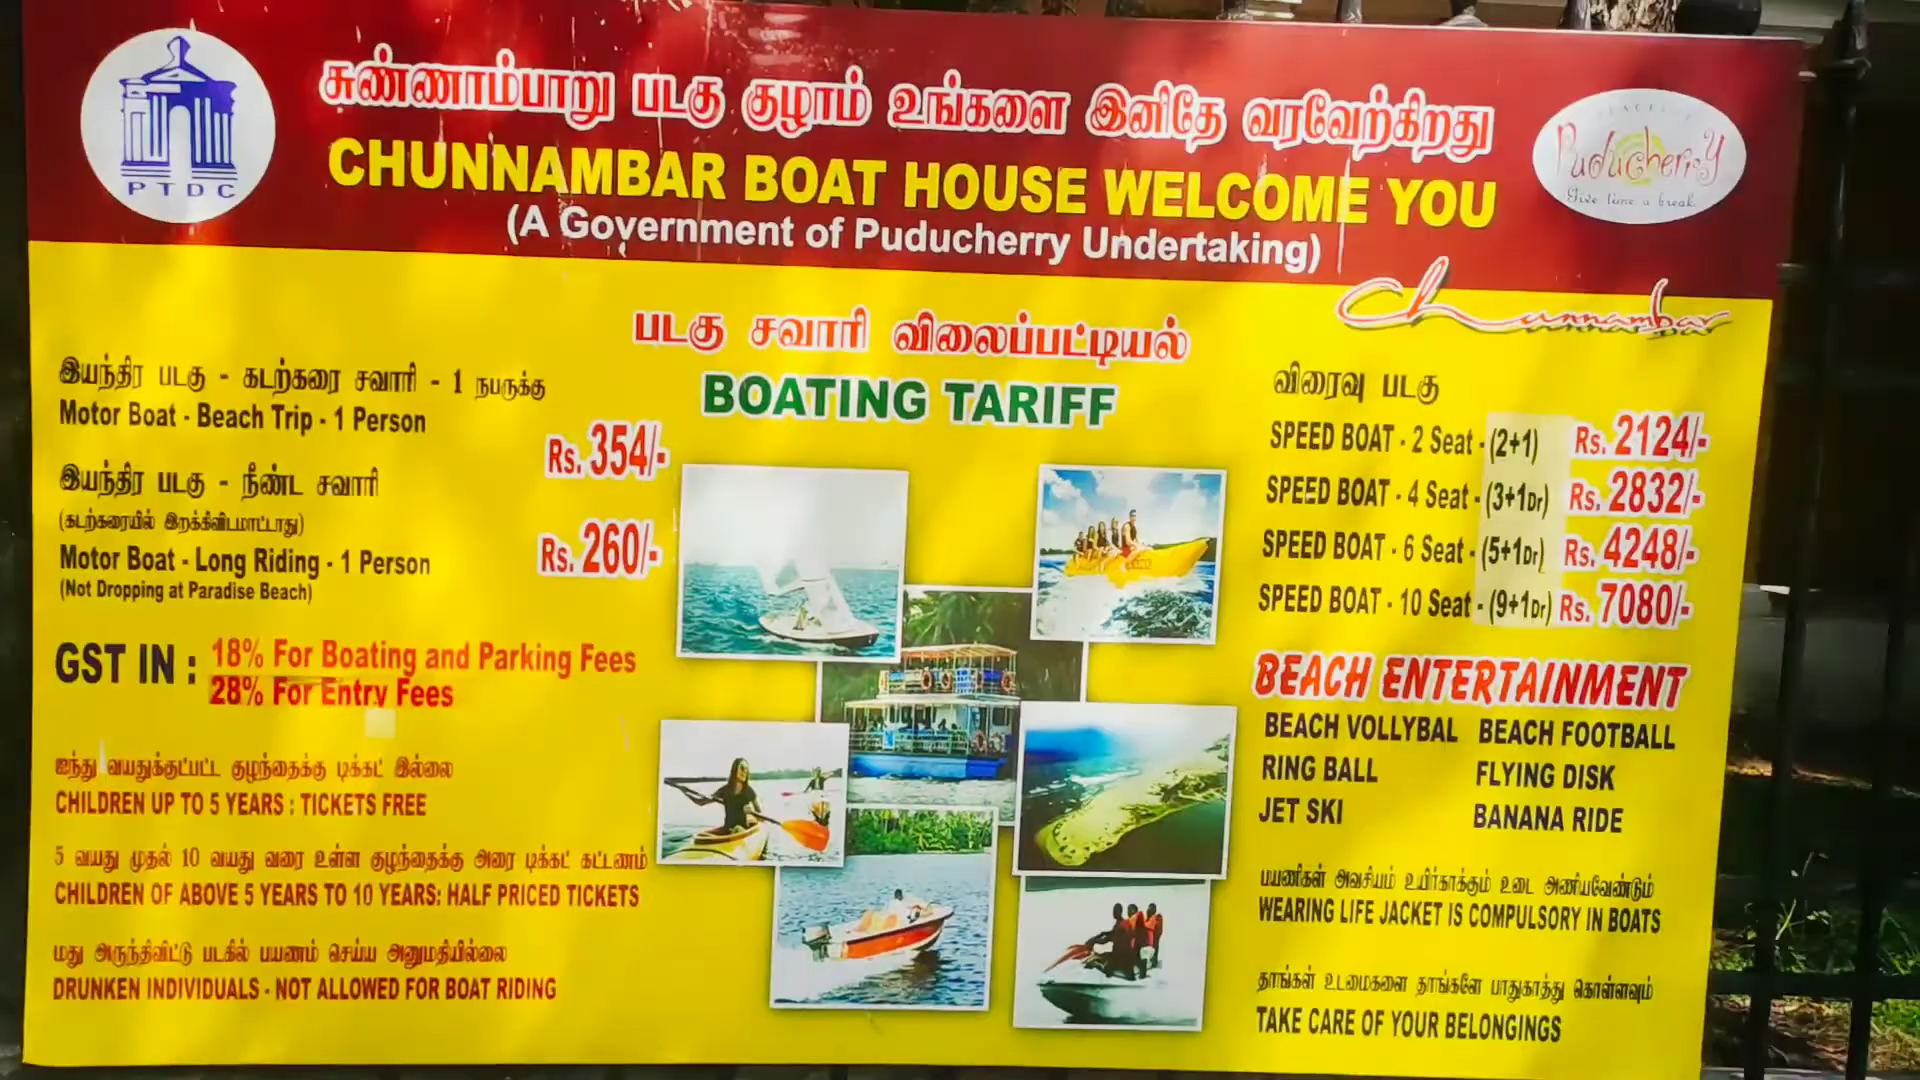 PTDC
சுண்ணாம்பாறு படகு குழாம் உங்களை இனிதே வரவேற்கிறது
CHUNNAMBAR BOAT HOUSE WELCOME YOU
(A Government of Puducherry Undertaking)
Puducherry
Give time a break
Chunnambar
படகு சவாரி விலைப்பட்டியல்
BOATING TARIFF
இயந்திர படகு - கடற்கரை சவாரி - 1 நபருக்கு
Motor Boat - Beach Trip - 1 Person
Rs. 354/-
இயந்திர படகு - நீண்ட சவாரி
(கடற்கரையில் இறக்கிவிடமாட்டாது)
Motor Boat - Long Riding - 1 Person
Rs. 260/-
(Not Dropping at Paradise Beach)
GST IN : 18% For Boating and Parking Fees
28% For Entry Fees
ஐந்து வயதுக்குட்பட்ட குழந்தைக்கு டிக்கட் இல்லை
CHILDREN UP TO 5 YEARS : TICKETS FREE
5 வயது முதல் 10 வயது வரை உள்ள குழந்தைக்கு அரை டிக்கட் கட்டணம்
CHILDREN OF ABOVE 5 YEARS TO 10 YEARS: HALF PRICED TICKETS
மது அருந்திவிட்டு படகில் பயணம் செய்ய அனுமதியில்லை
DRUNKEN INDIVIDUALS - NOT ALLOWED FOR BOAT RIDING
விரைவு படகு
SPEED BOAT - 2 Seat - (2+1) Rs. 2124/-
SPEED BOAT - 4 Seat - (3+1Dr) Rs. 2832/-
SPEED BOAT - 6 Seat - (5+1Dr) Rs. 4248/-
SPEED BOAT - 10 Seat - (9+1Dr) Rs. 7080/-
BEACH ENTERTAINMENT
BEACH VOLLYBAL BEACH FOOTBALL
RING BALL FLYING DISK
JET SKI BANANA RIDE
பயணிகள் அவசியம் உயிர்காக்கும் உடை அணியவேண்டும்
WEARING LIFE JACKET IS COMPULSORY IN BOATS
தாங்கள் உடமைகளை தாங்களே பாதுகாத்து கொள்ளவும்
TAKE CARE OF YOUR BELONGINGS